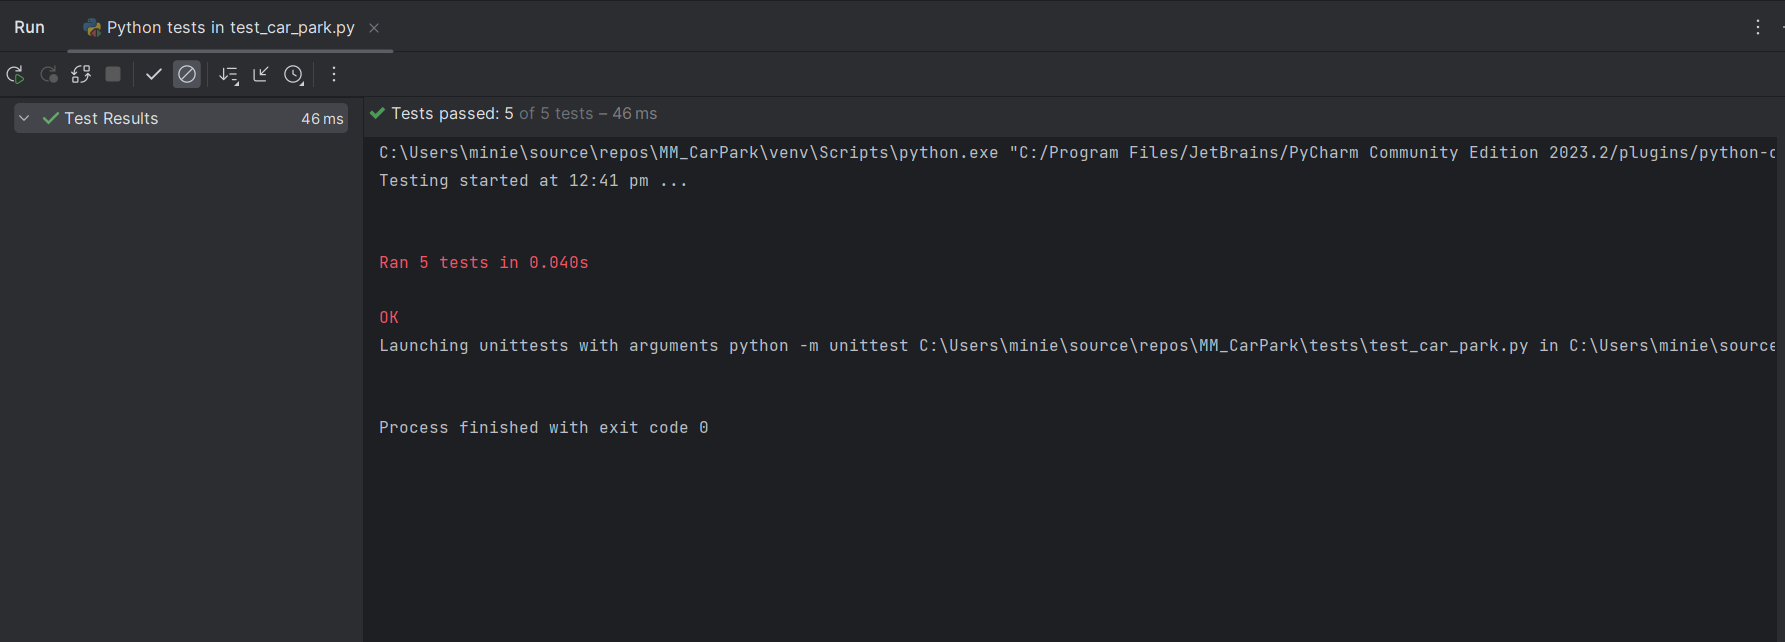 Run
Python tests in test_car_park.py
Test Results 46 ms
Tests passed: 5 of 5 tests – 46 ms
C:\Users\minie\source\repos\MM_CarPark\venv\Scripts\python.exe "C:/Program Files/JetBrains/PyCharm Community Edition 2023.2/plugins/python-c
Testing started at 12:41 pm ...
Ran 5 tests in 0.040s
OK
Launching unittests with arguments python -m unittest C:\Users\minie\source\repos\MM_CarPark\tests\test_car_park.py in C:\Users\minie\source
Process finished with exit code 0